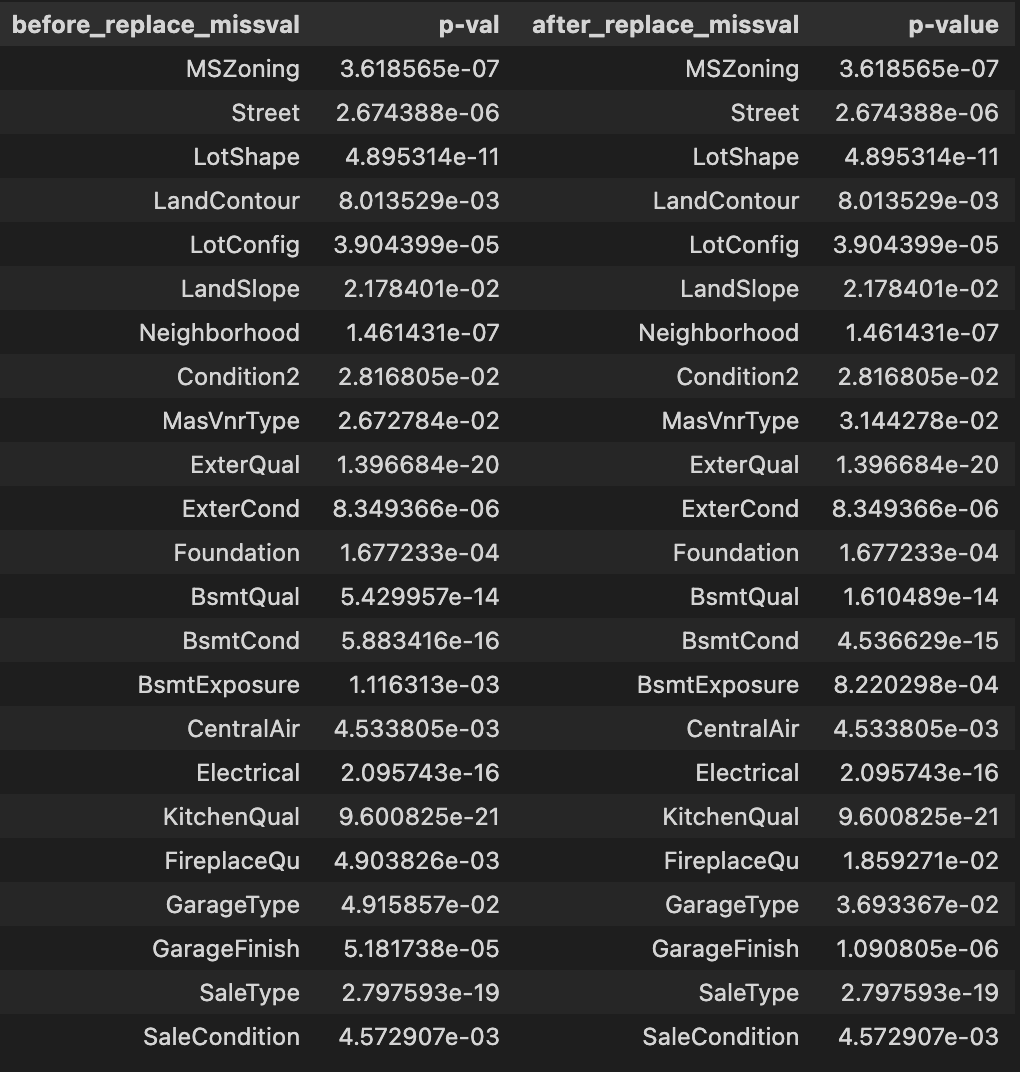 before_replace_missval p-val after_replace_missval p-value
MSZoning 3.618565e-07 MSZoning 3.618565e-07
Street 2.674388e-06 Street 2.674388e-06
LotShape 4.895314e-11 LotShape 4.895314e-11
LandContour 8.013529e-03 LandContour 8.013529e-03
LotConfig 3.904399e-05 LotConfig 3.904399e-05
LandSlope 2.178401e-02 LandSlope 2.178401e-02
Neighborhood 1.461431e-07 Neighborhood 1.461431e-07
Condition2 2.816805e-02 Condition2 2.816805e-02
MasVnrType 2.672784e-02 MasVnrType 3.144278e-02
ExterQual 1.396684e-20 ExterQual 1.396684e-20
ExterCond 8.349366e-06 ExterCond 8.349366e-06
Foundation 1.677233e-04 Foundation 1.677233e-04
BsmtQual 5.429957e-14 BsmtQual 1.610489e-14
BsmtCond 5.883416e-16 BsmtCond 4.536629e-15
BsmtExposure 1.116313e-03 BsmtExposure 8.220298e-04
CentralAir 4.533805e-03 CentralAir 4.533805e-03
Electrical 2.095743e-16 Electrical 2.095743e-16
KitchenQual 9.600825e-21 KitchenQual 9.600825e-21
FireplaceQu 4.903826e-03 FireplaceQu 1.859271e-02
GarageType 4.915857e-02 GarageType 3.693367e-02
GarageFinish 5.181738e-05 GarageFinish 1.090805e-06
SaleType 2.797593e-19 SaleType 2.797593e-19
SaleCondition 4.572907e-03 SaleCondition 4.572907e-03